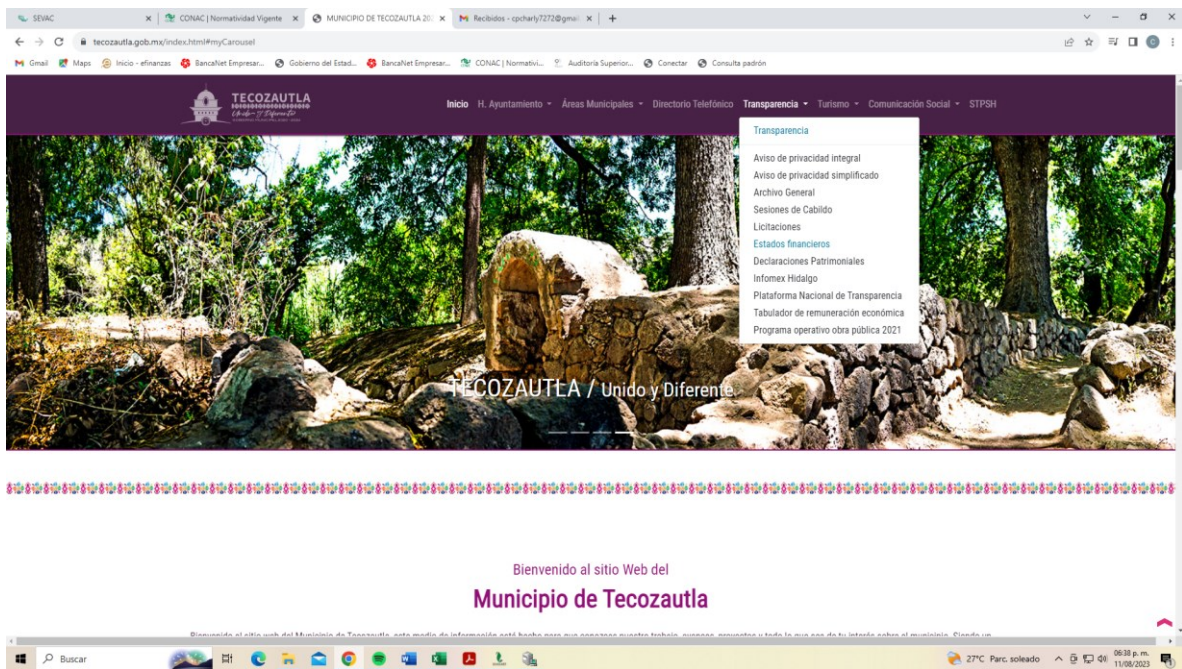 SEVAC
CONAC | Normatividad Vigente
MUNICIPIO DE TECOZAUTLA 20
Recibidos - cpcharly7272@gmail
tecozautla.gob.mx/index.html#myCarousel
Gmail
Maps
Inicio - efinanzas
BancaNet Empresar...
Gobierno del Estad...
BancaNet Empresar...
CONAC | Normativi...
Auditoría Superior...
Conectar
Consulta padrón
TECOZAUTLA
Unido y Diferente
Inicio H. Ayuntamiento Áreas Municipales Directorio Telefónico Transparencia Turismo Comunicación Social STPSH
Transparencia
Aviso de privacidad integral
Aviso de privacidad simplificado
Archivo General
Sesiones de Cabildo
Licitaciones
Estados financieros
Declaraciones Patrimoniales
Infomex Hidalgo
Plataforma Nacional de Transparencia
Tabulador de remuneración económica
Programa operativo obra pública 2021
TECOZAUTLA / Unido y Diferente
Bienvenido al sitio Web del
Municipio de Tecozautla
Buscar
27°C Parc. soleado
06:38 p. m.
11/08/2023